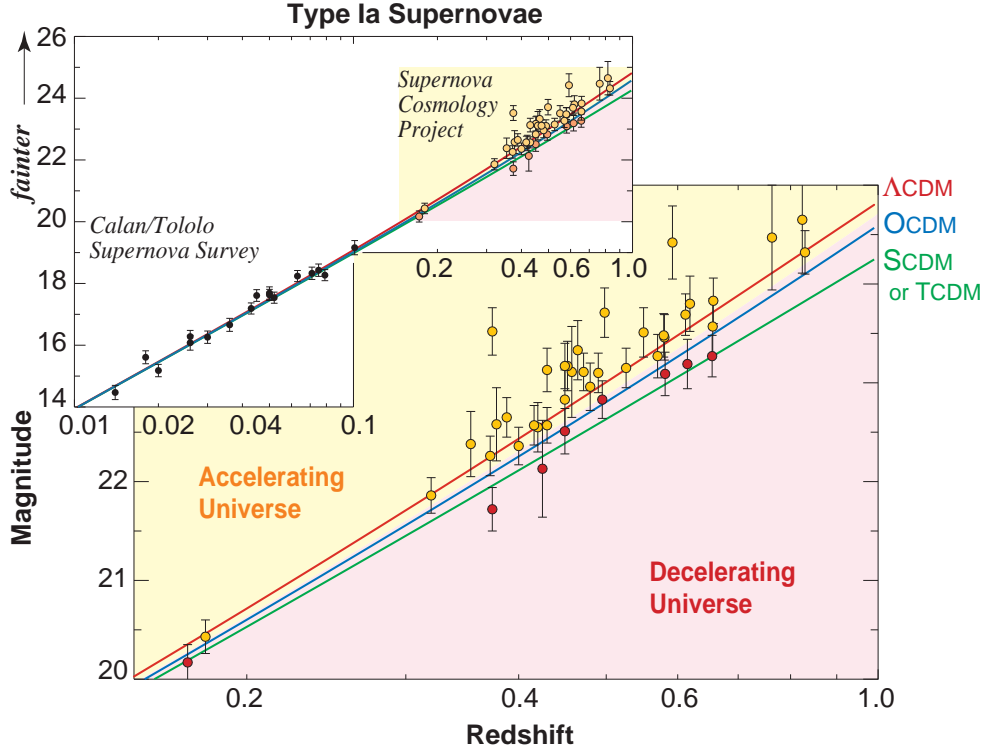 Type Ia Supernovae
26
24
22
20
18
16
14
fainter
Supernova
Cosmology
Project
Calan/Tololo
Supernova Survey
0.01
0.02
0.04
0.1
0.2
0.4
0.6
1.0
ΛCDM
OCDM
SCDM
or TCDM
Magnitude
22
21
20
Accelerating
Universe
Decelerating
Universe
0.2
0.4
0.6
1.0
Redshift